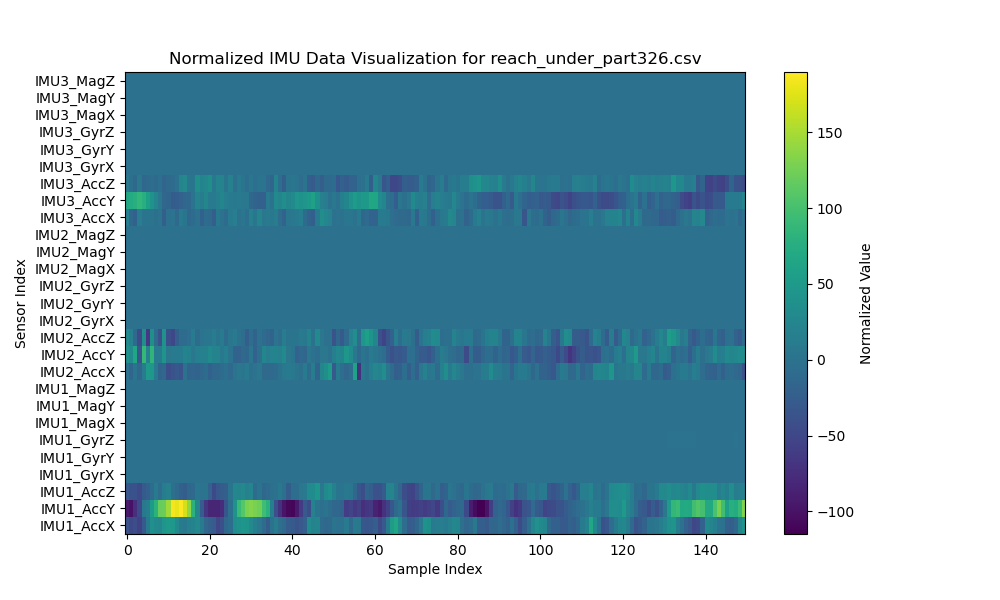 Normalized IMU Data Visualization for reach_under_part326.csv
IMU3_MagZ
IMU3_MagY
IMU3_MagX
IMU3_GyrZ
IMU3_GyrY
IMU3_GyrX
IMU3_AccZ
IMU3_AccY
IMU3_AccX
IMU2_MagZ
IMU2_MagY
IMU2_MagX
IMU2_GyrZ
IMU2_GyrY
IMU2_GyrX
IMU2_AccZ
IMU2_AccY
IMU2_AccX
IMU1_MagZ
IMU1_MagY
IMU1_MagX
IMU1_GyrZ
IMU1_GyrY
IMU1_GyrX
IMU1_AccZ
IMU1_AccY
IMU1_AccX
Sensor Index
0 20 40 60 80 100 120 140
Sample Index
150
100
50
0
−50
−100
Normalized Value